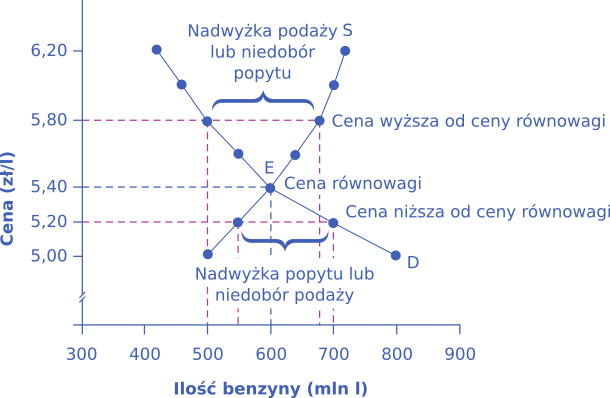 Nadwyżka podaży S
lub niedobór
popytu
6,20
5,80
Cena wyższa od ceny równowagi
E
5,40
Cena równowagi
Cena niższa od ceny równowagi
5,20
5,00
D
Nadwyżka popytu lub
niedobór podaży
Cena (zł/l)
300 400 500 600 700 800 900
Ilość benzyny (mln l)